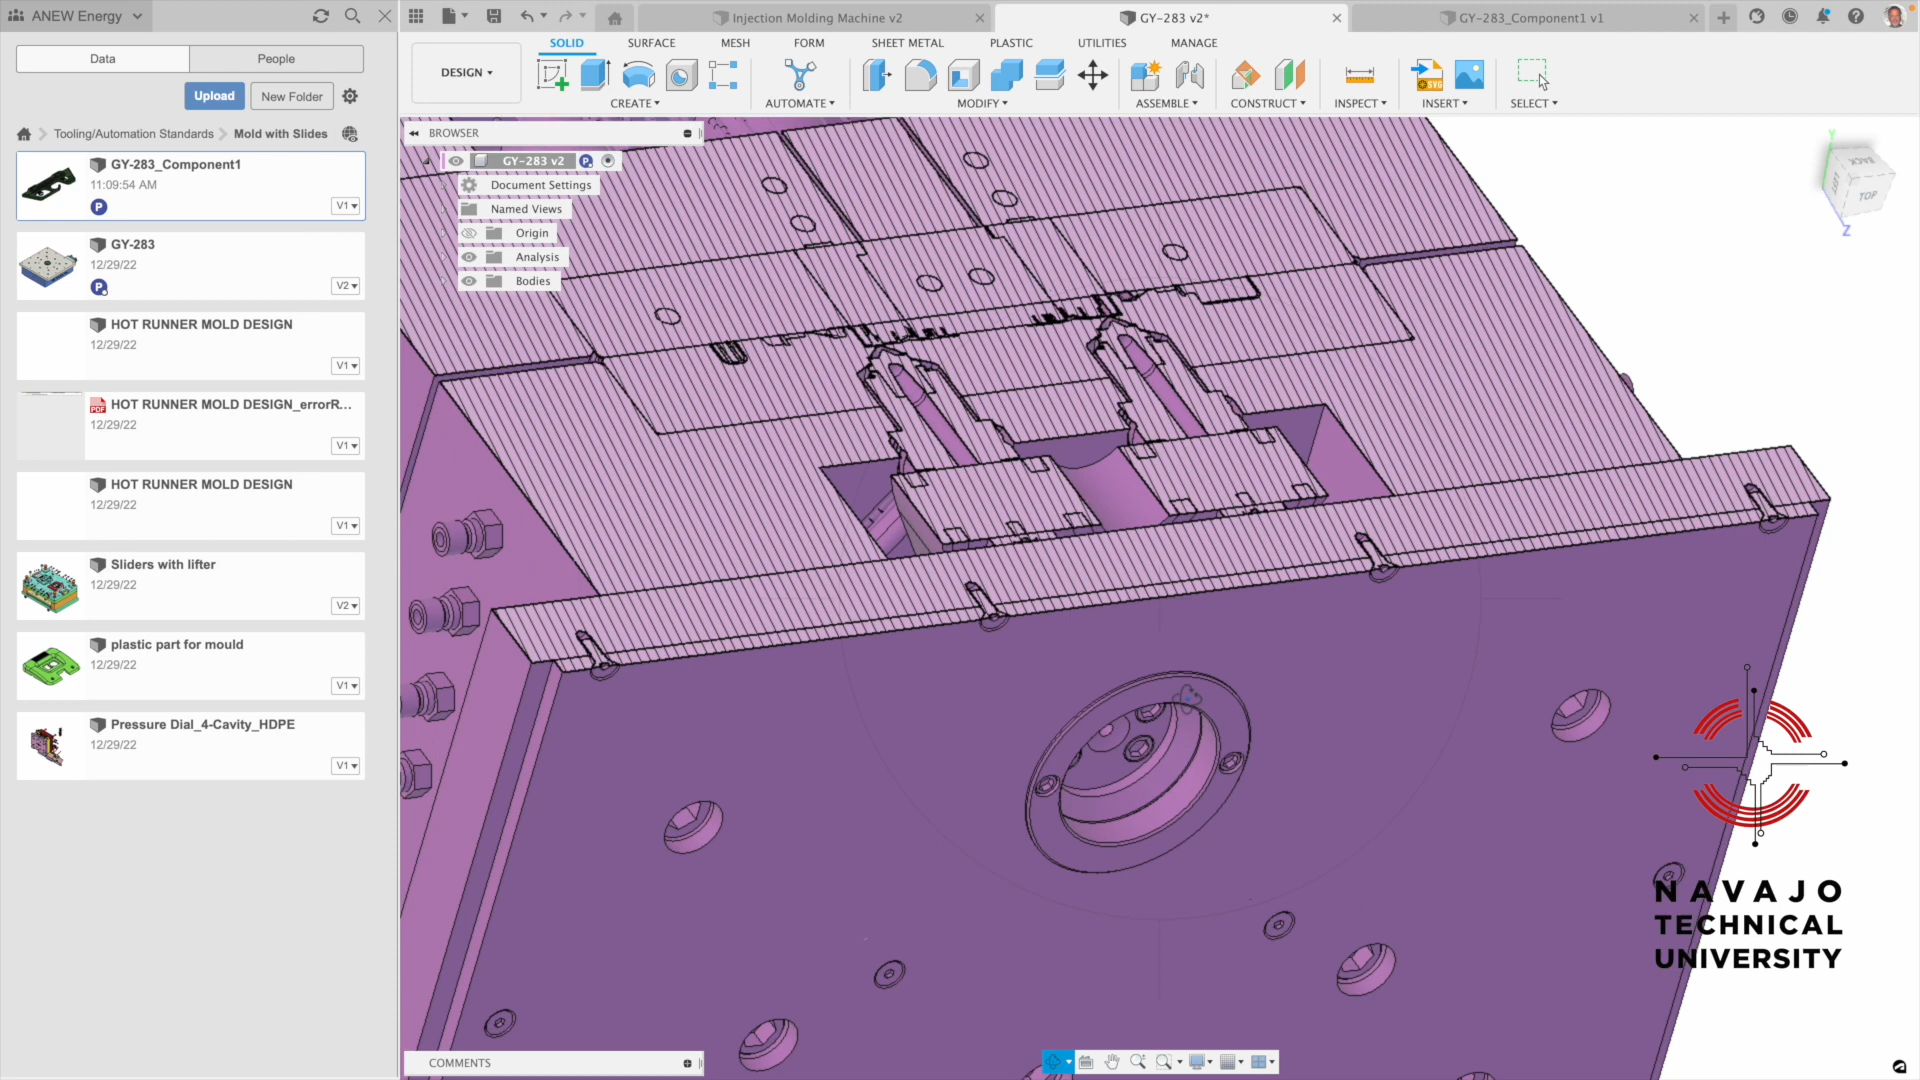 ANEW Energy
Injection Molding Machine v2
GY-283 v2*
GY-283_Component1 v1
Data
People
Upload
New Folder
Tooling/Automation Standards
Mold with Slides
GY-283_Component1
11:09:54 AM
P
V1
GY-283
12/29/22
P
V2
HOT RUNNER MOLD DESIGN
12/29/22
V1
PDF
HOT RUNNER MOLD DESIGN_errorR...
12/29/22
V1
HOT RUNNER MOLD DESIGN
12/29/22
V1
Sliders with lifter
12/29/22
V2
plastic part for mould
12/29/22
V1
Pressure Dial_4-Cavity_HDPE
12/29/22
V1
DESIGN
SOLID
SURFACE
MESH
FORM
SHEET METAL
PLASTIC
UTILITIES
MANAGE
SVG
CREATE
AUTOMATE
MODIFY
ASSEMBLE
CONSTRUCT
INSPECT
INSERT
SELECT
BROWSER
GY-283 v2
P
Document Settings
Named Views
Origin
Analysis
Bodies
Y
BACK
LEFT
TOP
Z
NAVAJO
TECHNICAL
UNIVERSITY
COMMENTS